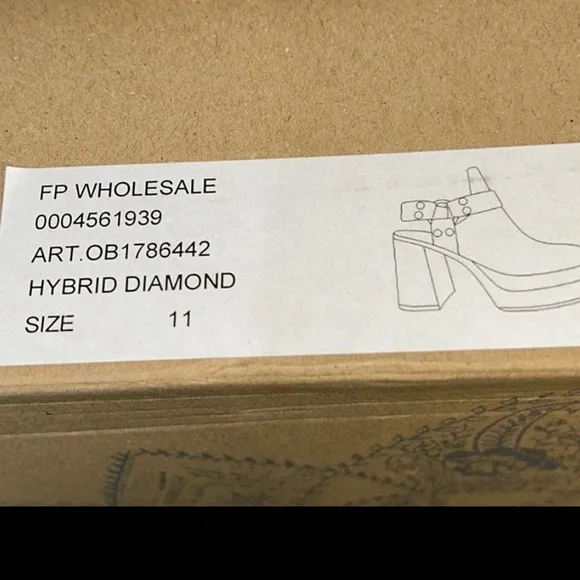 FP WHOLESALE
0004561939
ART.OB1786442
HYBRID DIAMOND
SIZE 11